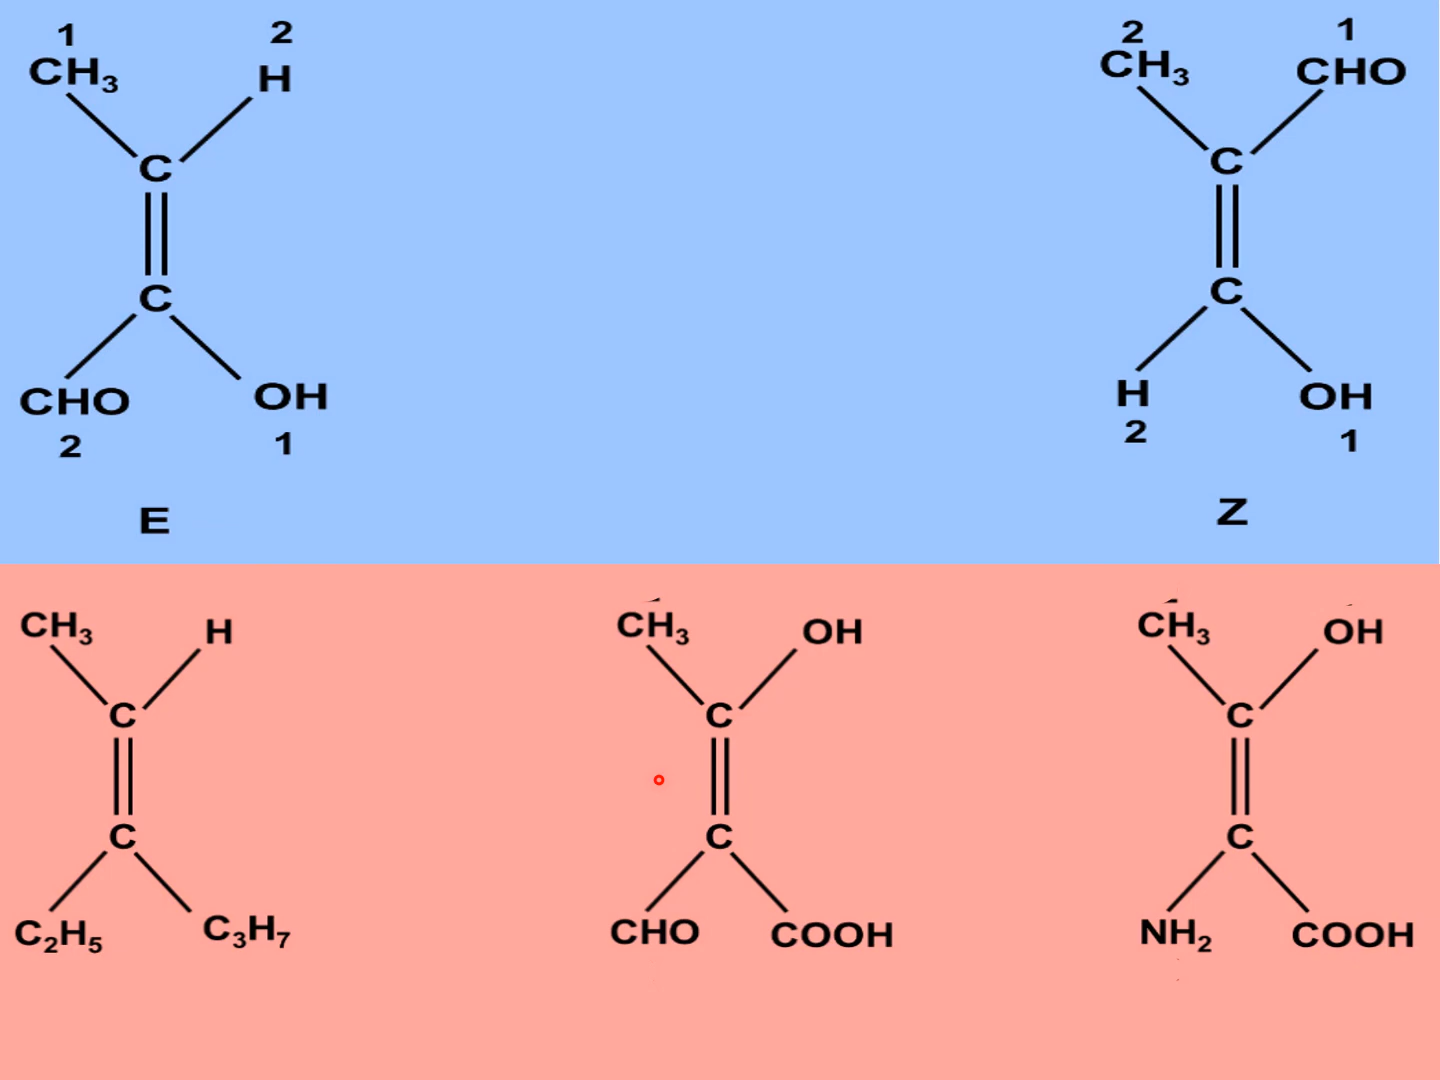 1 2 2 1
CH₃ H CH₃ CHO
C C
C C
CHO OH H OH
2 1 2 1
E Z
CH₃ H CH₃ OH CH₃ OH
C C C
C C C
C₂H₅ C₃H₇ CHO COOH NH₂ COOH